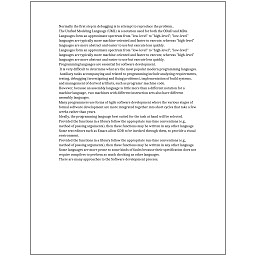 Normally the first step in debugging is to attempt to reproduce the problem.
The Unified Modeling Language (UML) is a notation used for both the OOAD and MDA.
Languages form an approximate spectrum from "low-level" to "high-level"; "low-level"
languages are typically more machine-oriented and faster to execute, whereas "high-level"
languages are more abstract and easier to use but execute less quickly.
Languages form an approximate spectrum from "low-level" to "high-level"; "low-level"
languages are typically more machine-oriented and faster to execute, whereas "high-level"
languages are more abstract and easier to use but execute less quickly.
Programming languages are essential for software development.
It is very difficult to determine what are the most popular modern programming languages.
Auxiliary tasks accompanying and related to programming include analyzing requirements,
testing, debugging (investigating and fixing problems), implementation of build systems,
and management of derived artifacts, such as programs' machine code.
However, because an assembly language is little more than a different notation for a
machine language, two machines with different instruction sets also have different
assembly languages.
Many programmers use forms of Agile software development where the various stages of
formal software development are more integrated together into short cycles that take a few
weeks rather than years.
Ideally, the programming language best suited for the task at hand will be selected.
Provided the functions in a library follow the appropriate run-time conventions (e.g.,
method of passing arguments), then these functions may be written in any other language.
Some text editors such as Emacs allow GDB to be invoked through them, to provide a visual
environment.
Provided the functions in a library follow the appropriate run-time conventions (e.g.,
method of passing arguments), then these functions may be written in any other language.
Some languages are more prone to some kinds of faults because their specification does not
require compilers to perform as much checking as other languages.
There are many approaches to the Software development process.